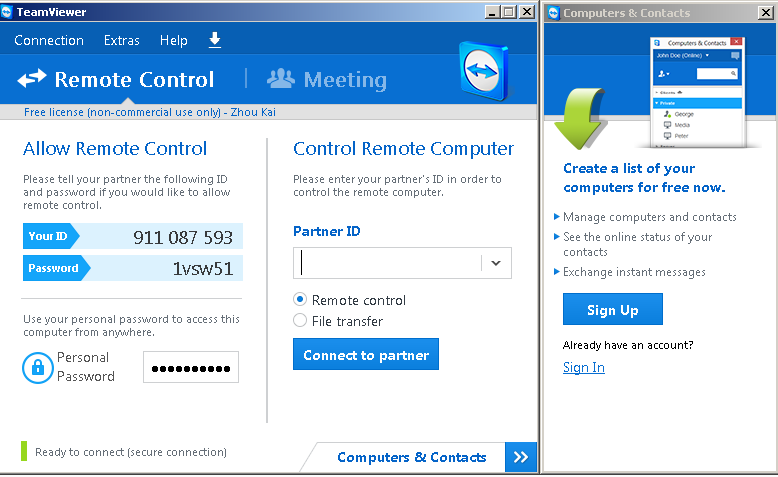 TeamViewer
Connection Extras Help
Remote Control
Meeting
Free license (non-commercial use only) - Zhou Kai
Allow Remote Control
Please tell your partner the following ID
and password if you would like to allow
remote control.
Your ID 911 087 593
Password 1vsw51
Use your personal password to access this
computer from anywhere.
Personal
Password
Ready to connect (secure connection)
Control Remote Computer
Please enter your partner's ID in order to
control the remote computer.
Partner ID
Remote control
File transfer
Connect to partner
Computers & Contacts
Computers & Contacts
Computers & Contacts
John Doe (Online)
Private
George
Media
Peter
Create a list of your
computers for free now.
Manage computers and contacts
See the online status of your
contacts
Exchange instant messages
Sign Up
Already have an account?
Sign In